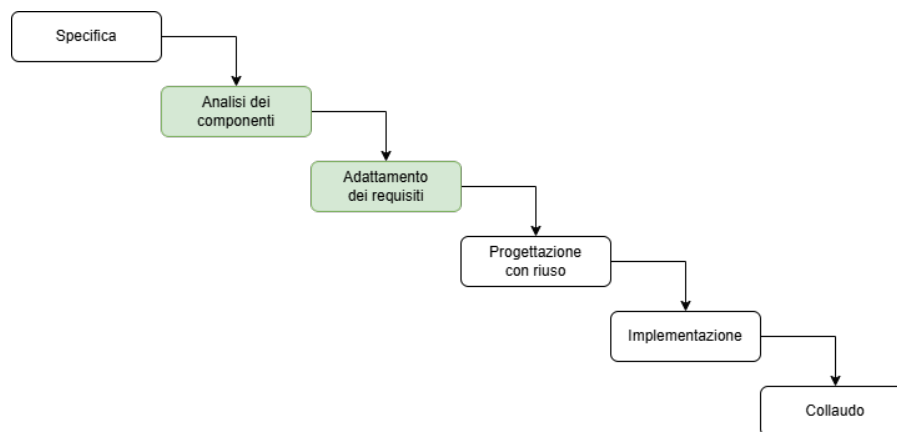 Specifica
Analisi dei
componenti
Adattamento
dei requisiti
Progettazione
con riuso
Implementazione
Collaudo